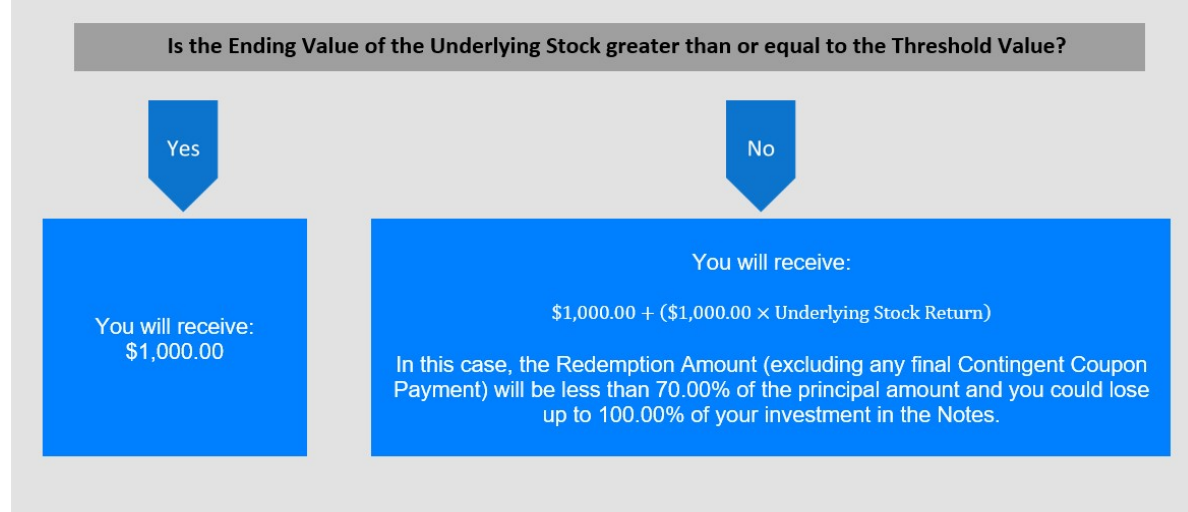 Is the Ending Value of the Underlying Stock greater than or equal to the Threshold Value?
Yes
No
You will receive:
$1,000.00
You will receive:
$1,000.00 + ($1,000.00 × Underlying Stock Return)
In this case, the Redemption Amount (excluding any final Contingent Coupon
Payment) will be less than 70.00% of the principal amount and you could lose
up to 100.00% of your investment in the Notes.